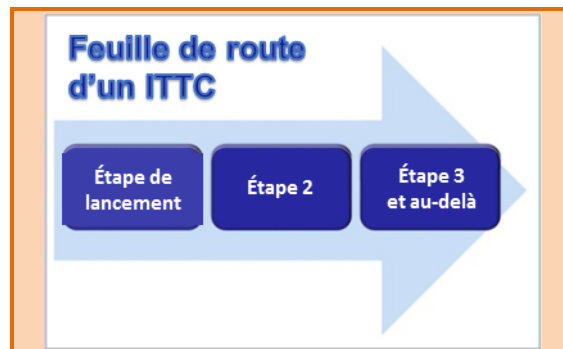 Feuille de route
d'un ITTC
Étape de
lancement
Étape 2
Étape 3
et au-delà